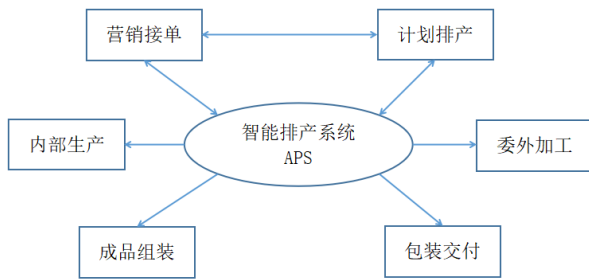 营销接单
计划排产
智能排产系统
APS
内部生产
委外加工
成品组装
包装交付